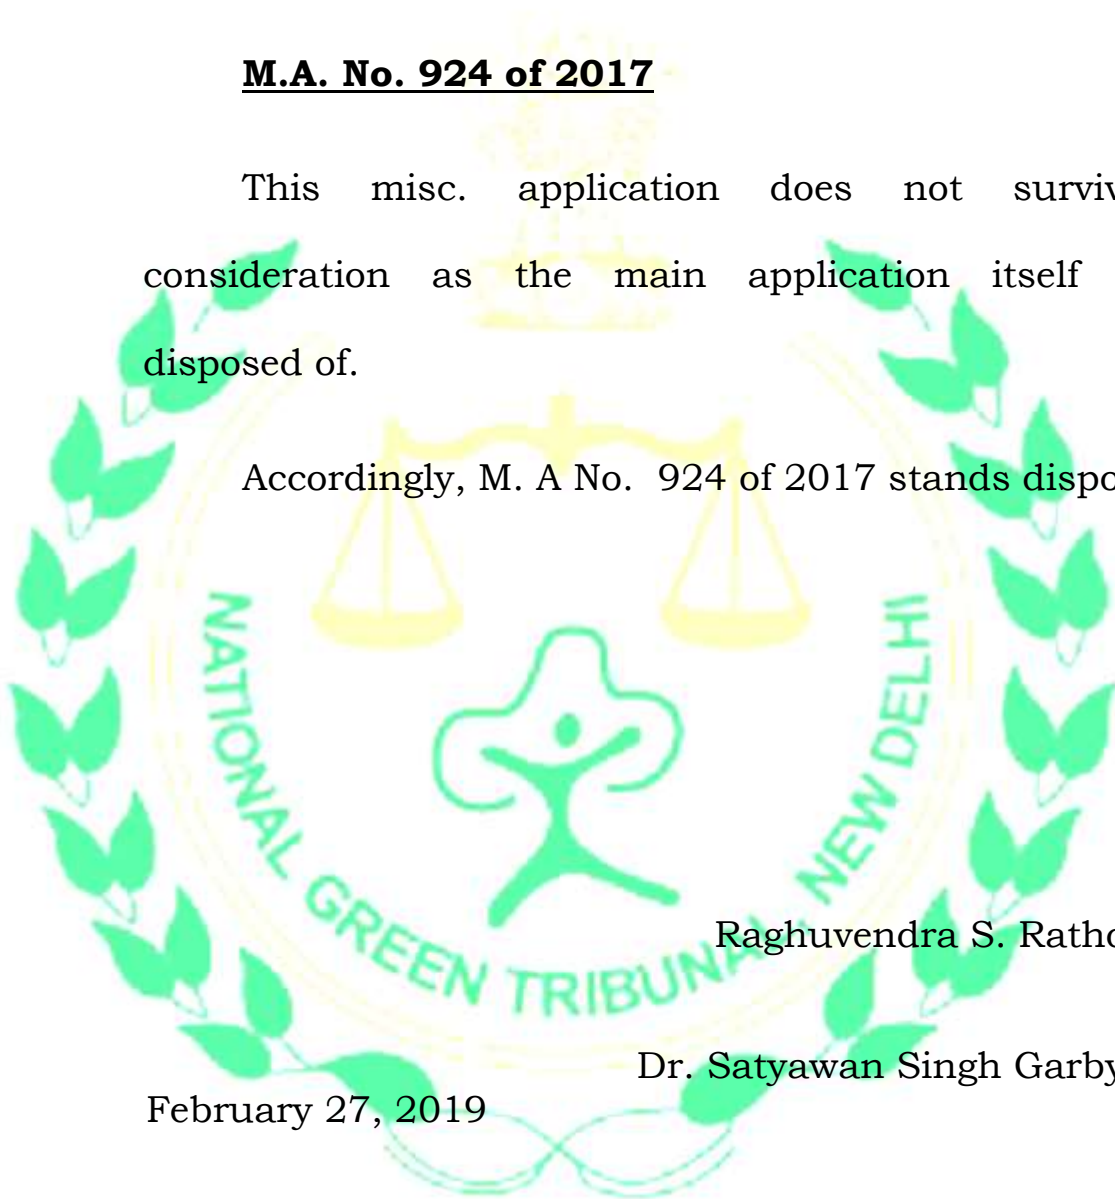 M.A. No. 924 of 2017
This misc. application does not surviv
consideration as the main application itself
disposed of.
Accordingly, M. A No. 924 of 2017 stands dispo
NATIONAL GREEN TRIBUNAL, NEW DELHI
Raghuvendra S. Ratho
Dr. Satyawan Singh Garby
February 27, 2019